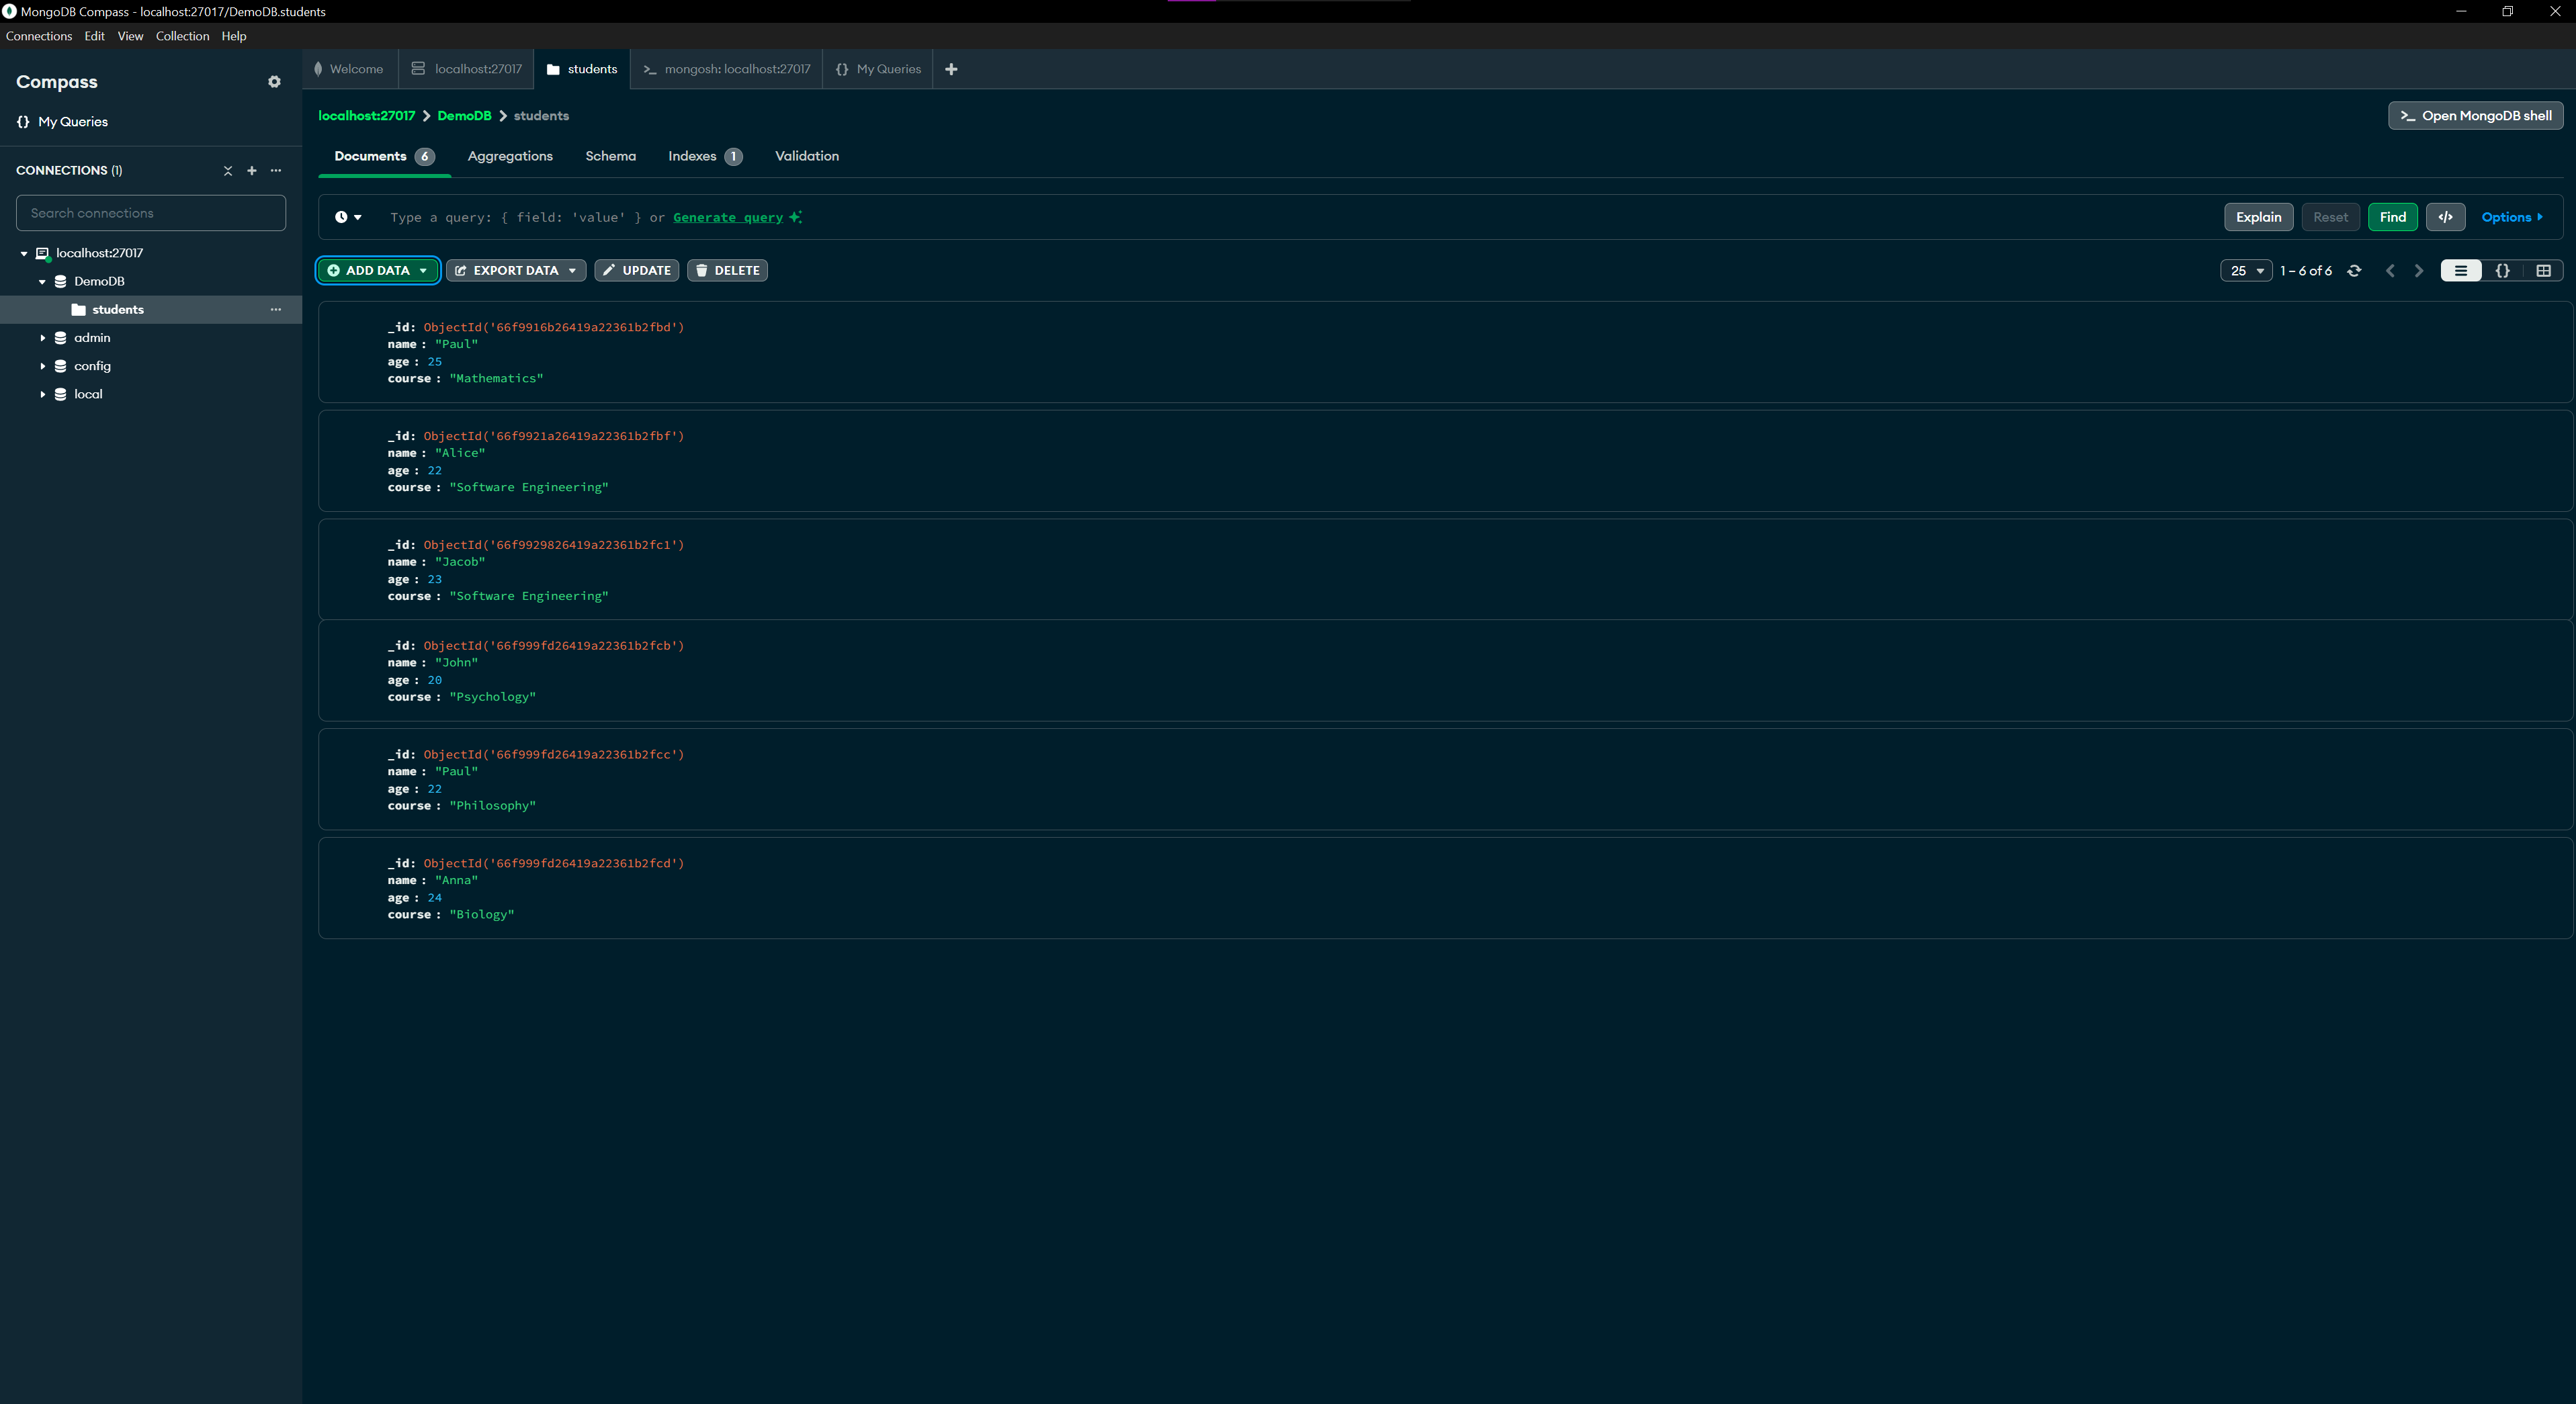 MongoDB Compass - localhost:27017/DemoDB.students
Connections Edit View Collection Help
Compass
{} My Queries
CONNECTIONS (1)
Search connections
localhost:27017
DemoDB
students
admin
config
local
Welcome localhost:27017 students >_ mongosh: localhost:27017 {} My Queries
localhost:27017 > DemoDB > students
>_ Open MongoDB shell
Documents 6 Aggregations Schema Indexes 1 Validation
Type a query: { field: 'value' } or Generate query
Explain Reset Find </> Options
ADD DATA EXPORT DATA UPDATE DELETE
25 1 – 6 of 6 {}
_id: ObjectId('66f9916b26419a22361b2fbd')
name : "Paul"
age : 25
course : "Mathematics"
_id: ObjectId('66f9921a26419a22361b2fbf')
name : "Alice"
age : 22
course : "Software Engineering"
_id: ObjectId('66f9929826419a22361b2fc1')
name : "Jacob"
age : 23
course : "Software Engineering"
_id: ObjectId('66f999fd26419a22361b2fcb')
name : "John"
age : 20
course : "Psychology"
_id: ObjectId('66f999fd26419a22361b2fcc')
name : "Paul"
age : 22
course : "Philosophy"
_id: ObjectId('66f999fd26419a22361b2fcd')
name : "Anna"
age : 24
course : "Biology"